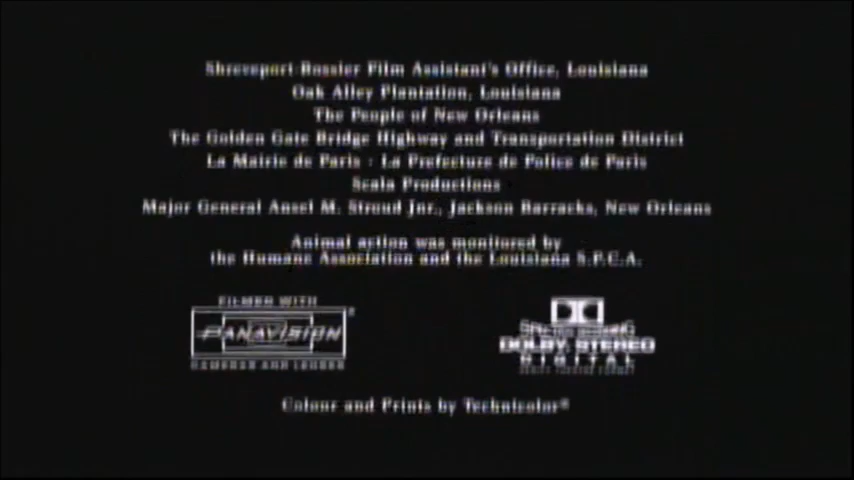 Shreveport-Bossier Film Assistant's Office, Louisiana
Oak Alley Plantation, Louisiana
The People of New Orleans
The Golden Gate Bridge Highway and Transportation District
La Mairie de Paris : La Prefecture de Police de Paris
Scala Productions
Major General Ansel M. Stroud Jnr., Jackson Barracks, New Orleans
Animal action was monitored by
the Humane Association and the Louisiana S.P.C.A.
FILMED WITH
PANAVISION®
CAMERAS AND LENSES
DOLBY STEREO
DIGITAL
Colour and Prints by Technicolor®